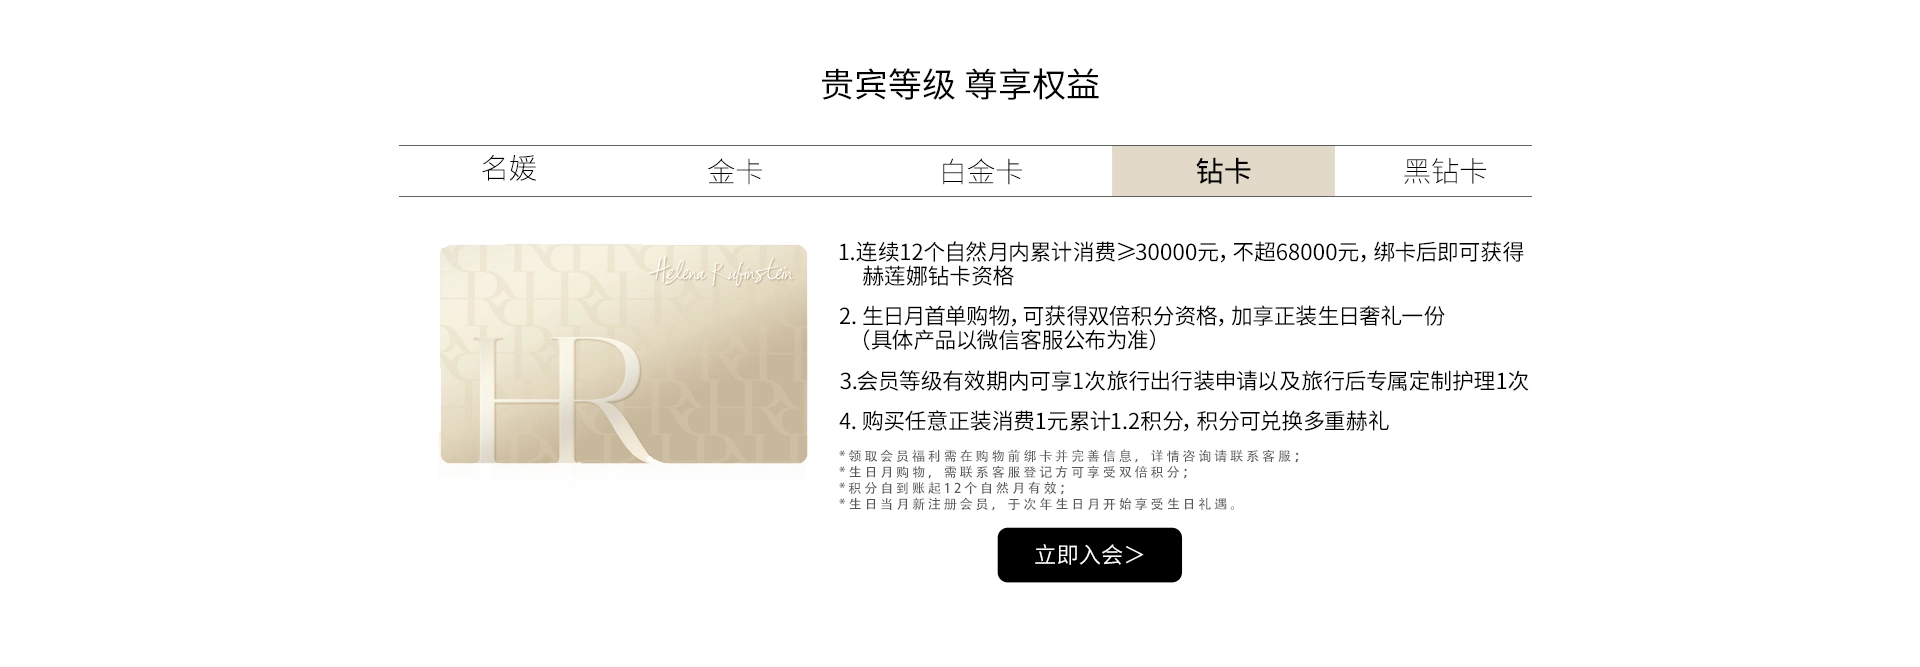 贵宾等级 尊享权益
名媛 金卡 白金卡 钻卡 黑钻卡
Helena Rubinstein
HR
1.连续12个自然月内累计消费≥30000元，不超68000元，绑卡后即可获得
赫莲娜钻卡资格
2. 生日月首单购物，可获得双倍积分资格，加享正装生日奢礼一份
（具体产品以微信客服公布为准）
3.会员等级有效期内可享1次旅行出行装申请以及旅行后专属定制护理1次
4. 购买任意正装消费1元累计1.2积分，积分可兑换多重赫礼
*领取会员福利需在购物前绑卡并完善信息，详情咨询请联系客服；
*生日月购物，需联系客服登记方可享受双倍积分；
*积分自到账起12个自然月有效；
*生日当月新注册会员，于次年生日月开始享受生日礼遇。
立即入会＞